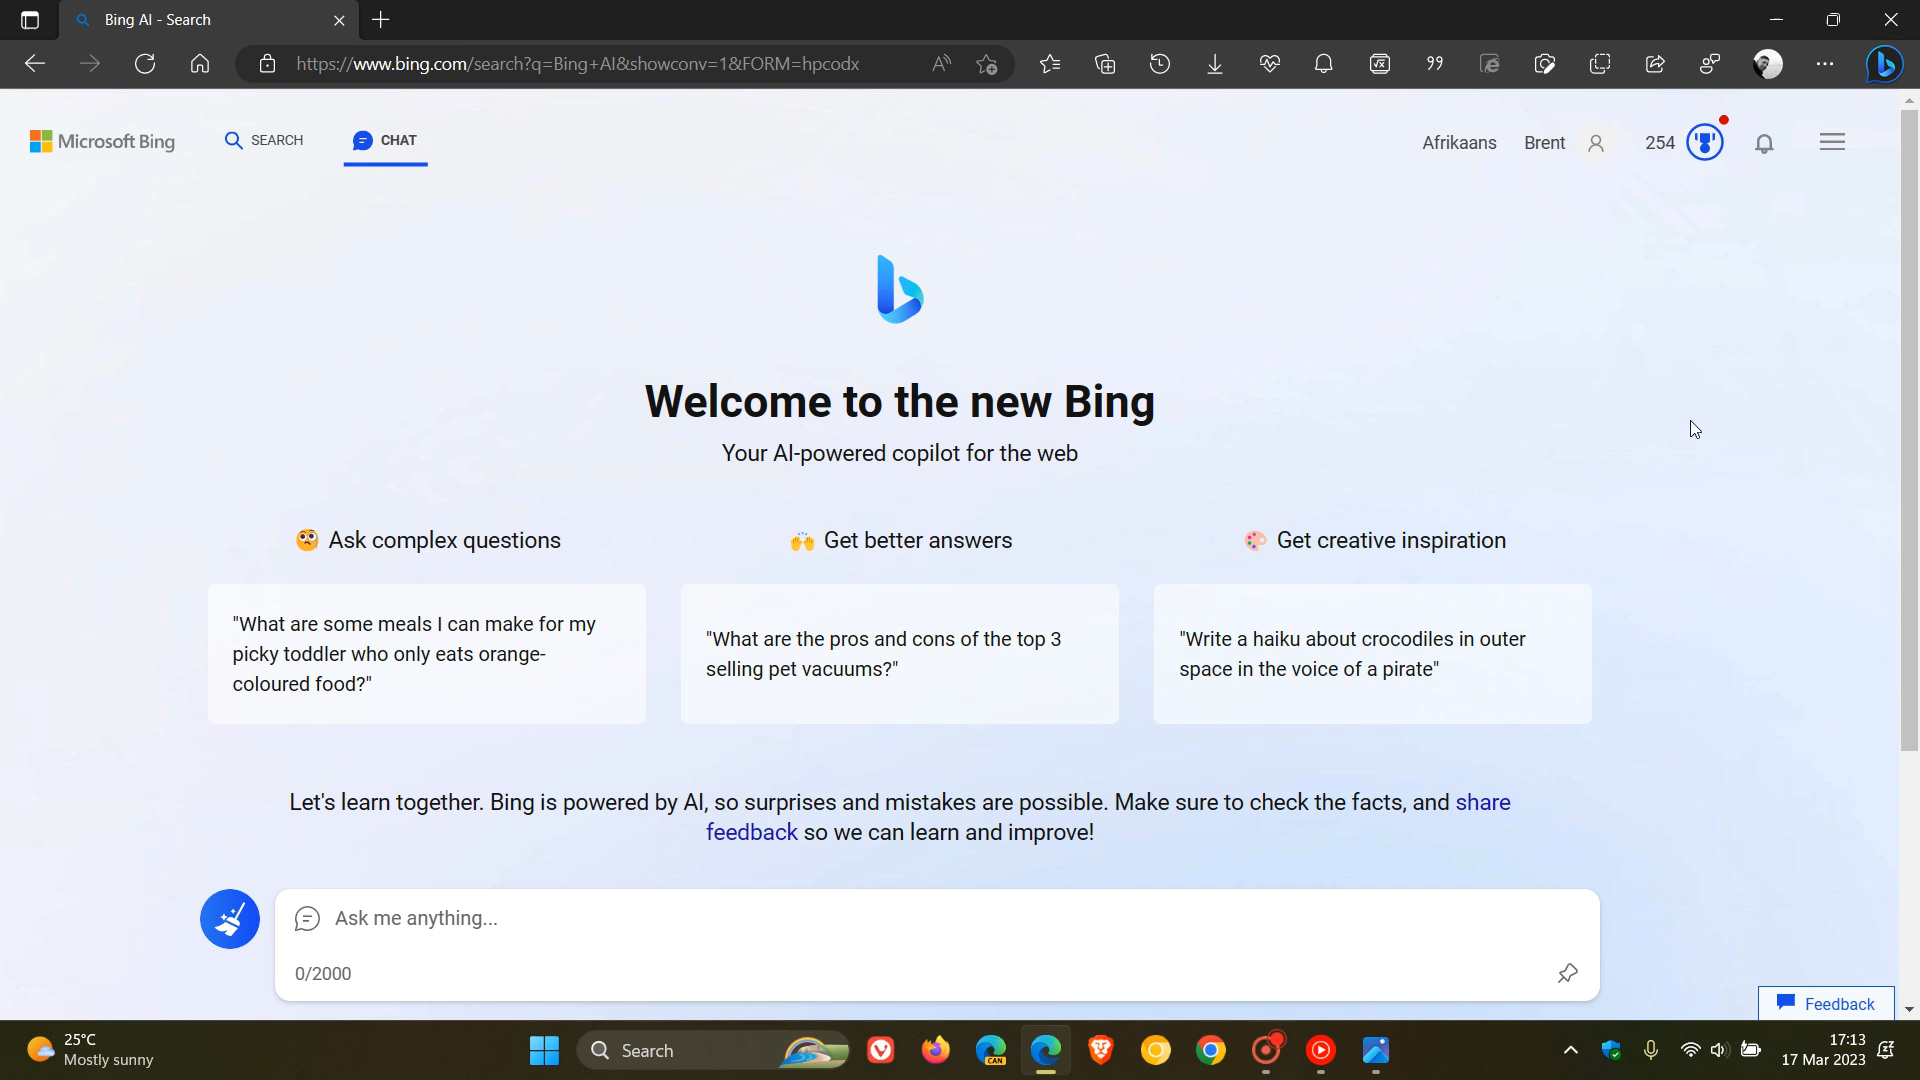 Bing AI - Search
https://www.bing.com/search?q=Bing+AI&showconv=1&FORM=hpcodx
Microsoft Bing
SEARCH
CHAT
Afrikaans
Brent
254
Welcome to the new Bing
Your AI-powered copilot for the web
Ask complex questions
Get better answers
Get creative inspiration
"What are some meals I can make for my
picky toddler who only eats orange-
coloured food?"
"What are the pros and cons of the top 3
selling pet vacuums?"
"Write a haiku about crocodiles in outer
space in the voice of a pirate"
Let's learn together. Bing is powered by AI, so surprises and mistakes are possible. Make sure to check the facts, and share
feedback so we can learn and improve!
Ask me anything...
0/2000
Feedback
25°C
Mostly sunny
Search
CAN
17:13
17 Mar 2023